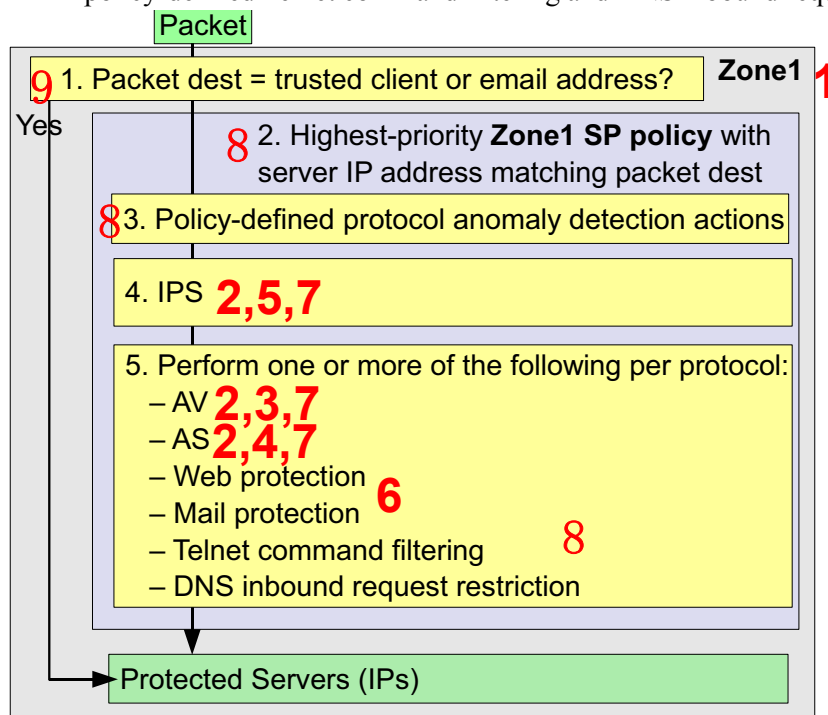 Packet
1. Packet dest = trusted client or email address?
Zone1
1
9
Yes
8
2. Highest-priority Zone1 SP policy with
server IP address matching packet dest
8
3. Policy-defined protocol anomaly detection actions
4. IPS 2,5,7
5. Perform one or more of the following per protocol:
– AV 2,3,7
– AS 2,4,7
– Web protection
6
– Mail protection
– Telnet command filtering
8
– DNS inbound request restriction
Protected Servers (IPs)